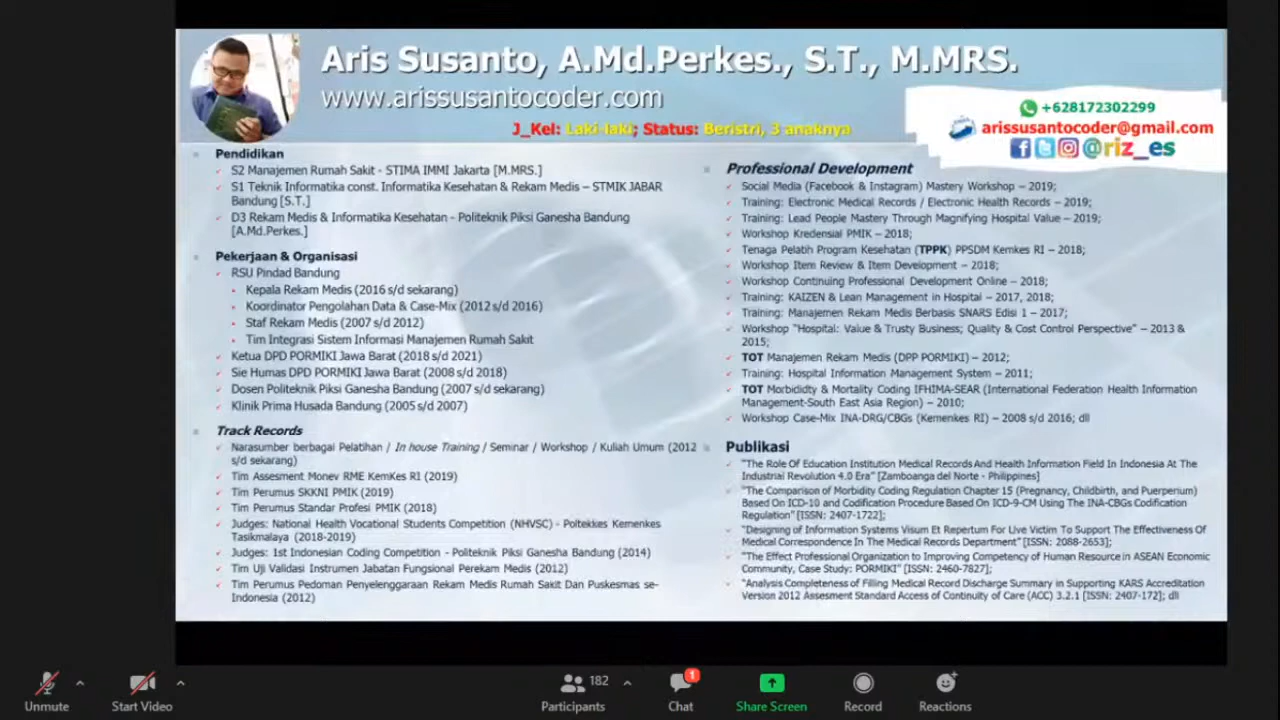 Aris Susanto, A.Md.Perkes., S.T., M.MRS.
www.arissusantocoder.com
J_Kel: Laki-laki; Status: Beristri, 3 anaknya
+628172302299
arissusantocoder@gmail.com
@riz_es
Pendidikan
S2 Manajemen Rumah Sakit - STIMA IMMI Jakarta [M.MRS.]
S1 Teknik Informatika const. Informatika Kesehatan & Rekam Medis – STMIK JABAR
Bandung [S.T.]
D3 Rekam Medis & Informatika Kesehatan - Politeknik Piksi Ganesha Bandung
[A.Md.Perkes.]
Pekerjaan & Organisasi
RSU Pindad Bandung
Kepala Rekam Medis (2016 s/d sekarang)
Koordinator Pengolahan Data & Case-Mix (2012 s/d 2016)
Staf Rekam Medis (2007 s/d 2012)
Tim Integrasi Sistem Informasi Manajemen Rumah Sakit
Ketua DPD PORMIKI Jawa Barat (2018 s/d 2021)
Sie Humas DPD PORMIKI Jawa Barat (2008 s/d 2018)
Dosen Politeknik Piksi Ganesha Bandung (2007 s/d sekarang)
Klinik Prima Husada Bandung (2005 s/d 2007)
Track Records
Narasumber berbagai Pelatihan / In house Training / Seminar / Workshop / Kuliah Umum (2012
s/d sekarang)
Tim Assesment Monev RME KemKes RI (2019)
Tim Perumus SKKNI PMIK (2019)
Tim Perumus Standar Profesi PMIK (2018)
Judges: National Health Vocational Students Competition (NHVSC) - Poltekkes Kemenkes
Tasikmalaya (2018-2019)
Judges: 1st Indonesian Coding Competition - Politeknik Piksi Ganesha Bandung (2014)
Tim Uji Validasi Instrumen Jabatan Fungsional Perekam Medis (2012)
Tim Perumus Pedoman Penyelenggaraan Rekam Medis Rumah Sakit Dan Puskesmas se-
Indonesia (2012)
Professional Development
Social Media (Facebook & Instagram) Mastery Workshop – 2019;
Training: Electronic Medical Records / Electronic Health Records – 2019;
Training: Lead People Mastery Through Magnifying Hospital Value – 2019;
Workshop Kredensial PMIK – 2018;
Tenaga Pelatih Program Kesehatan (TPPK) PPSDM Kemkes RI – 2018;
Workshop Item Review & Item Development – 2018;
Workshop Continuing Professional Development Online – 2018;
Training: KAIZEN & Lean Management in Hospital – 2017, 2018;
Training: Manajemen Rekam Medis Berbasis SNARS Edisi 1 – 2017;
Workshop "Hospital: Value & Trusty Business; Quality & Cost Control Perspective" – 2013 &
2015;
TOT Manajemen Rekam Medis (DPP PORMIKI) – 2012;
Training: Hospital Information Management System – 2011;
TOT Morbididty & Mortality Coding IFHIMA-SEAR (International Federation Health Information
Management-South East Asia Region) – 2010;
Workshop Case-Mix INA-DRG/CBGs (Kemenkes RI) – 2008 s/d 2016; dll
Publikasi
"The Role Of Education Institution Medical Records And Health Information Field In Indonesia At The
Industrial Revolution 4.0 Era" [Zamboanga del Norte - Philippines]
"The Comparison of Morbidity Coding Regulation Chapter 15 (Pregnancy, Childbirth, and Puerperium)
Based On ICD-10 and Codification Procedure Based On ICD-9-CM Using The INA-CBGs Codification
Regulation" [ISSN: 2407-1722];
"Designing of Information Systems Visum Et Repertum For Live Victim To Support The Effectiveness Of
Medical Correspondence In The Medical Records Department" [ISSN: 2088-2653];
"The Effect Professional Organization to Improving Competency of Human Resource in ASEAN Economic
Community, Case Study: PORMIKI" [ISSN: 2460-7827];
"Analysis Completeness of Filling Medical Record Discharge Summary in Supporting KARS Accreditation
Version 2012 Assesment Standard Access of Continuity of Care (ACC) 3.2.1 [ISSN: 2407-172]; dll
Unmute
Start Video
182
Participants
1
Chat
Share Screen
Record
Reactions